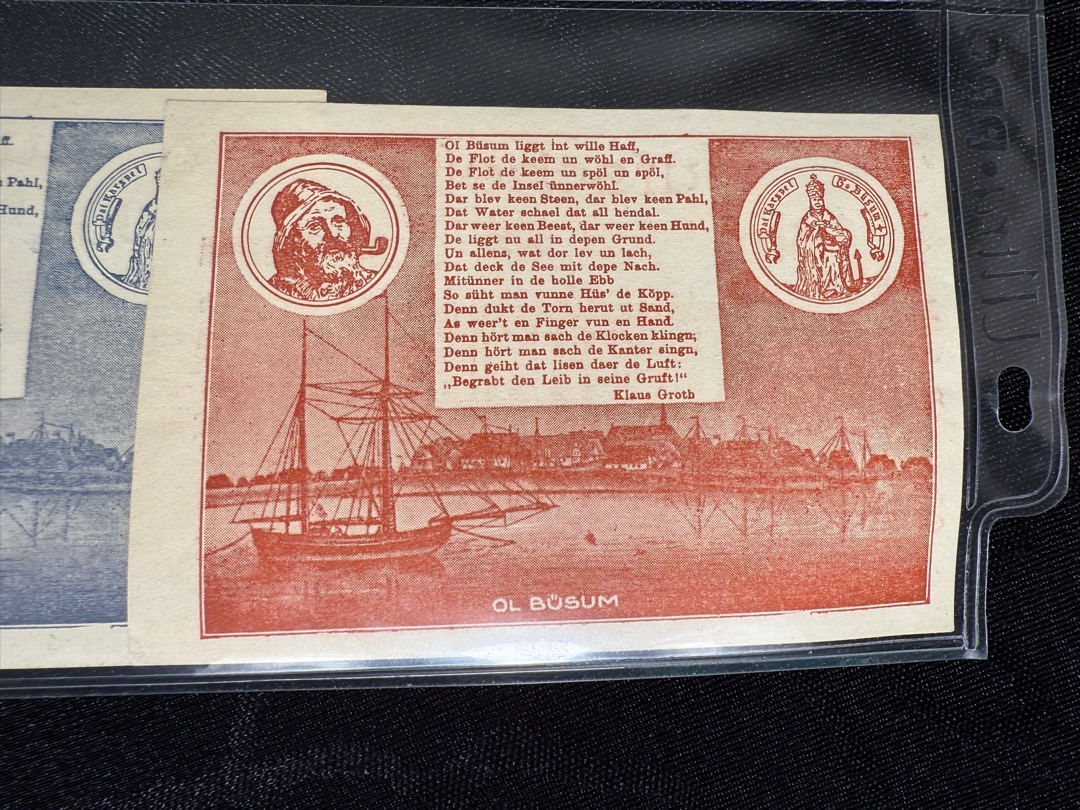 Pahl,
Hund,
Dat Karspel
Ol Büsum liggt int wille Haff,
De Flot de keem un wöhl en Graff.
De Flot de keem un spöl un spöl,
Bet se de Insel ünnerwöhl.
Dar blev keen Steen, dar blev keen Pahl,
Dat Water schael dat all hendal.
Dar weer keen Beest, dar weer keen Hund,
De liggt nu all in depen Grund.
Un allens, wat dor lev un lach,
Dat deck de See mit depe Nach.
Mitünner in de holle Ebb
So süht man vunne Hüs' de Köpp.
Denn dukt de Torn herut ut Sand,
As weer't en Finger vun en Hand.
Denn hört man sach de Klocken klingn;
Denn hört man sach de Kanter singn,
Denn geiht dat lisen daer de Luft:
„Begrabt den Leib in seine Gruft!“
Klaus Groth
Dat Karspel
To Büsum
OL BÜSUM